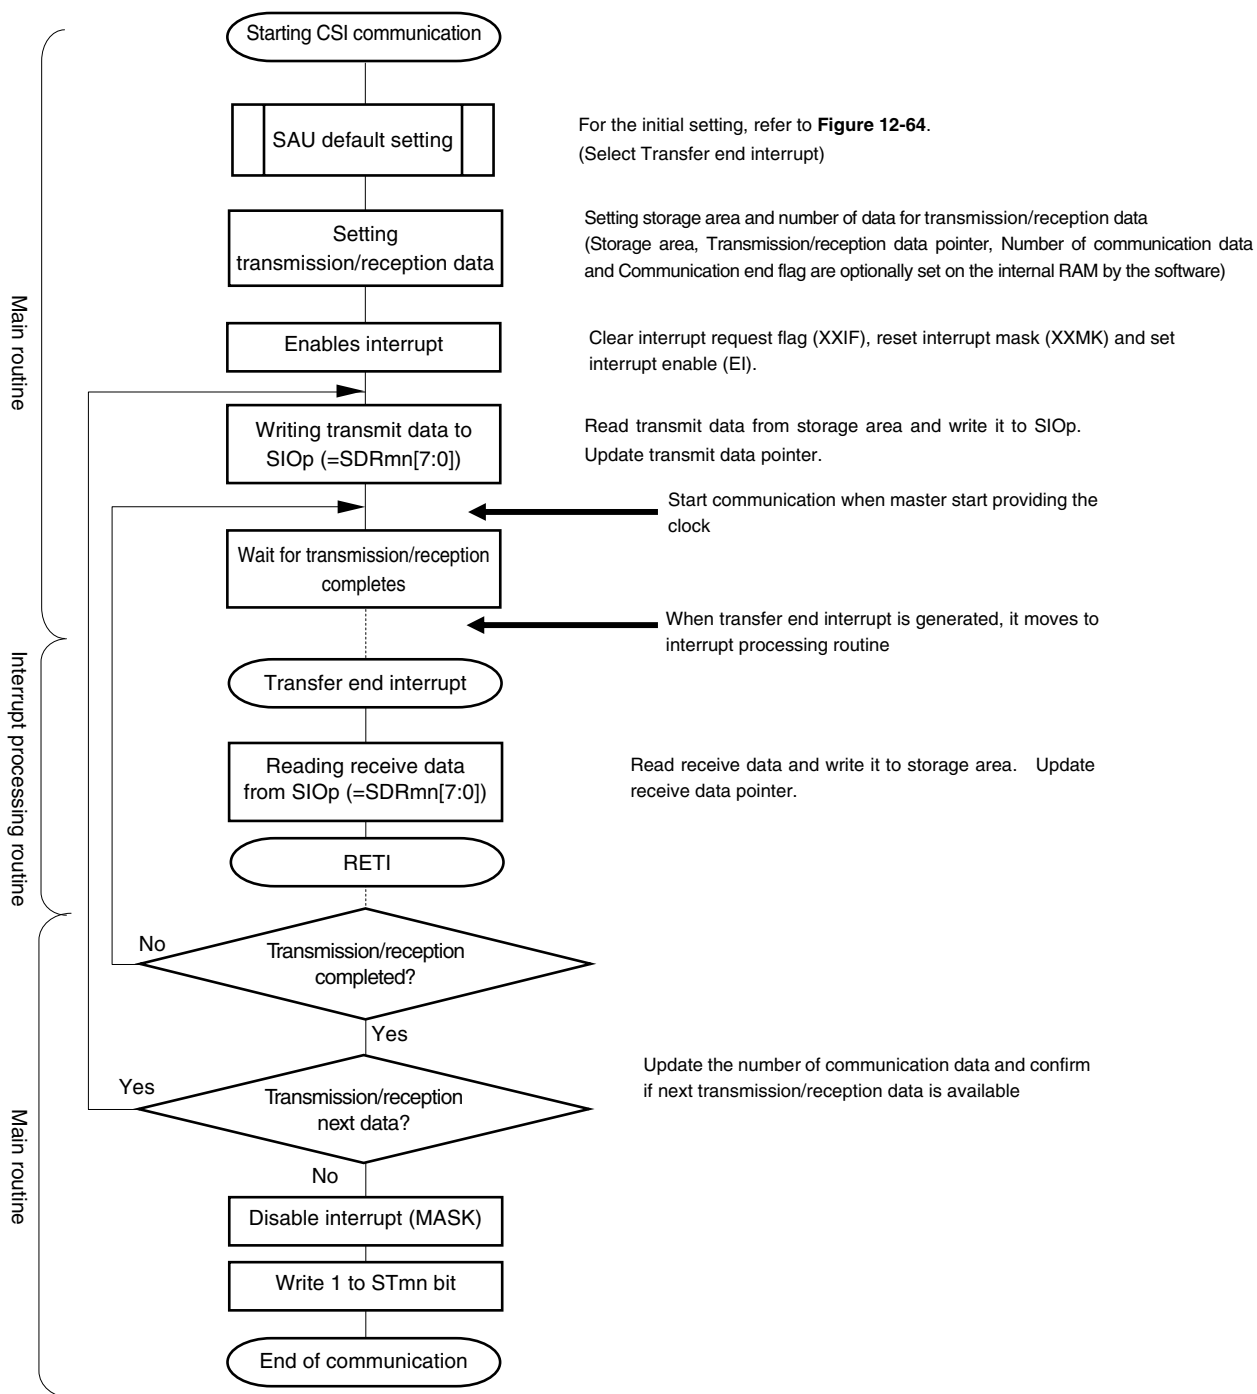 Starting CSI communication
SAU default setting
For the initial setting, refer to Figure 12-64.
(Select Transfer end interrupt)
Setting
transmission/reception data
Setting storage area and number of data for transmission/reception data
(Storage area, Transmission/reception data pointer, Number of communication data
and Communication end flag are optionally set on the internal RAM by the software)
Main routine
Enables interrupt
Clear interrupt request flag (XXIF), reset interrupt mask (XXMK) and set
interrupt enable (EI).
Writing transmit data to
SIOp (=SDRmn[7:0])
Read transmit data from storage area and write it to SIOp.
Update transmit data pointer.
Start communication when master start providing the
clock
Wait for transmission/reception
completes
When transfer end interrupt is generated, it moves to
interrupt processing routine
Interrupt processing routine
Transfer end interrupt
Reading receive data
from SIOp (=SDRmn[7:0])
Read receive data and write it to storage area. Update
receive data pointer.
RETI
No
Transmission/reception
completed?
Yes
Main routine
Yes
Transmission/reception
next data?
Update the number of communication data and confirm
if next transmission/reception data is available
No
Disable interrupt (MASK)
Write 1 to STmn bit
End of communication